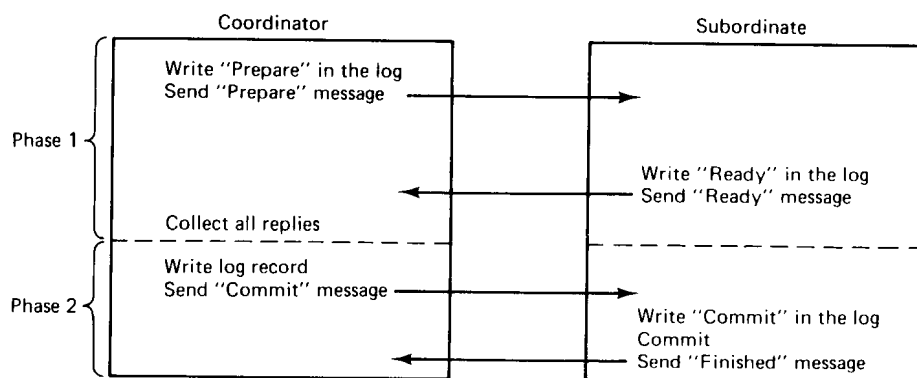 Coordinator
Subordinate
Write "Prepare" in the log
Send "Prepare" message
Phase 1
Write "Ready" in the log
Send "Ready" message
Collect all replies
Write log record
Send "Commit" message
Phase 2
Write "Commit" in the log
Commit
Send "Finished" message